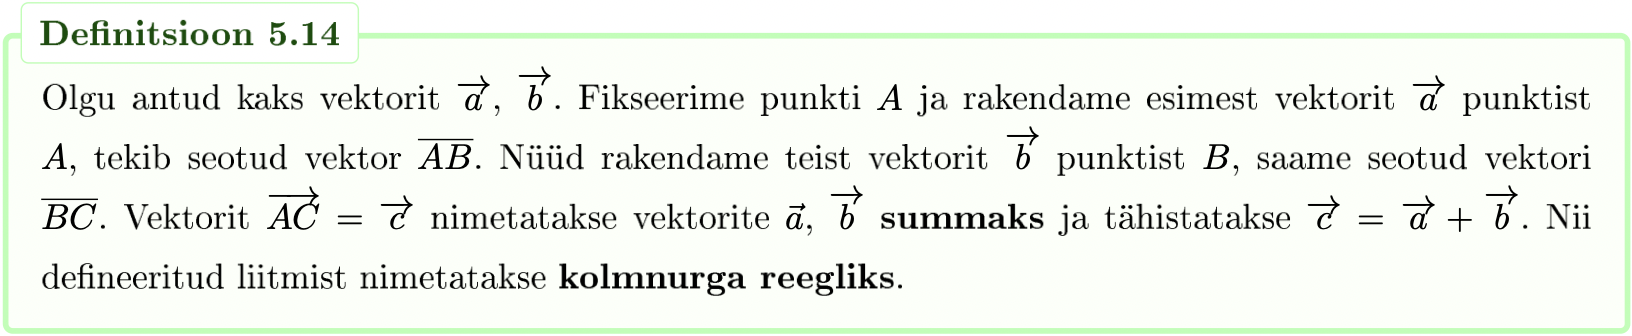 Definitsioon 5.14
Olgu antud kaks vektorit $\overrightarrow{a}$, $\overrightarrow{b}$. Fikseerime punkti $A$ ja rakendame esimest vektorit $\overrightarrow{a}$ punktist
$A$, tekib seotud vektor $\overline{AB}$. Nüüd rakendame teist vektorit $\overrightarrow{b}$ punktist $B$, saame seotud vektori
$\overline{BC}$. Vektorit $\overrightarrow{AC} = \overrightarrow{c}$ nimetatakse vektorite $\vec{a}$, $\overrightarrow{b}$ summaks ja tähistatakse $\overrightarrow{c} = \overrightarrow{a} + \overrightarrow{b}$. Nii
defineeritud liitmist nimetatakse kolmnurga reegliks.